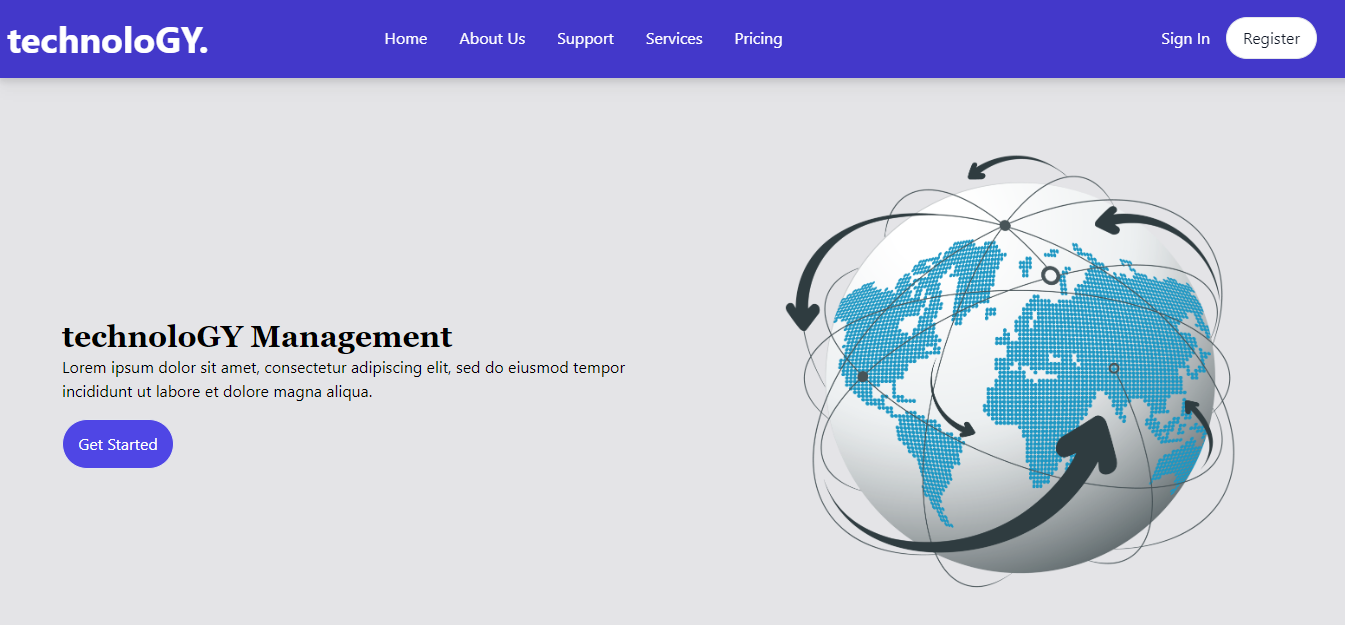 technoloGY.
Home About Us Support Services Pricing
Sign In Register
technoloGY Management
Lorem ipsum dolor sit amet, consectetur adipiscing elit, sed do eiusmod tempor
incididunt ut labore et dolore magna aliqua.
Get Started